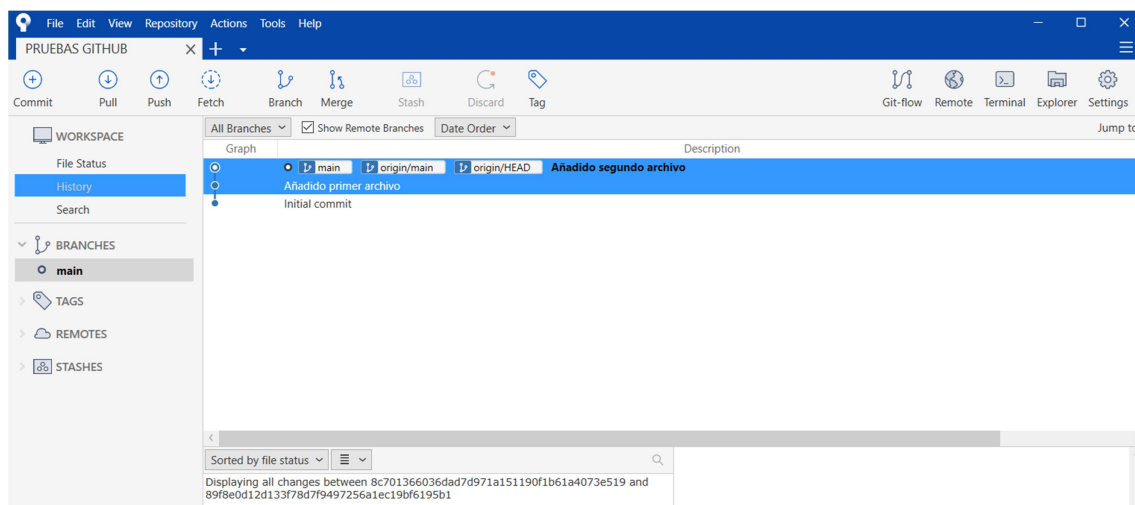 File Edit View Repository Actions Tools Help
PRUEBAS GITHUB
Commit Pull Push Fetch Branch Merge Stash Discard Tag Git-flow Remote Terminal Explorer Settings
WORKSPACE
File Status
History
Search
BRANCHES
main
TAGS
REMOTES
STASHES
All Branches Show Remote Branches Date Order Jump to
Graph Description
main origin/main origin/HEAD Añadido segundo archivo
Añadido primer archivo
Initial commit
Sorted by file status
Displaying all changes between 8c701366036dad7d971a151190f1b61a4073e519 and
89f8e0d12d133f78d7f9497256a1ec19bf6195b1